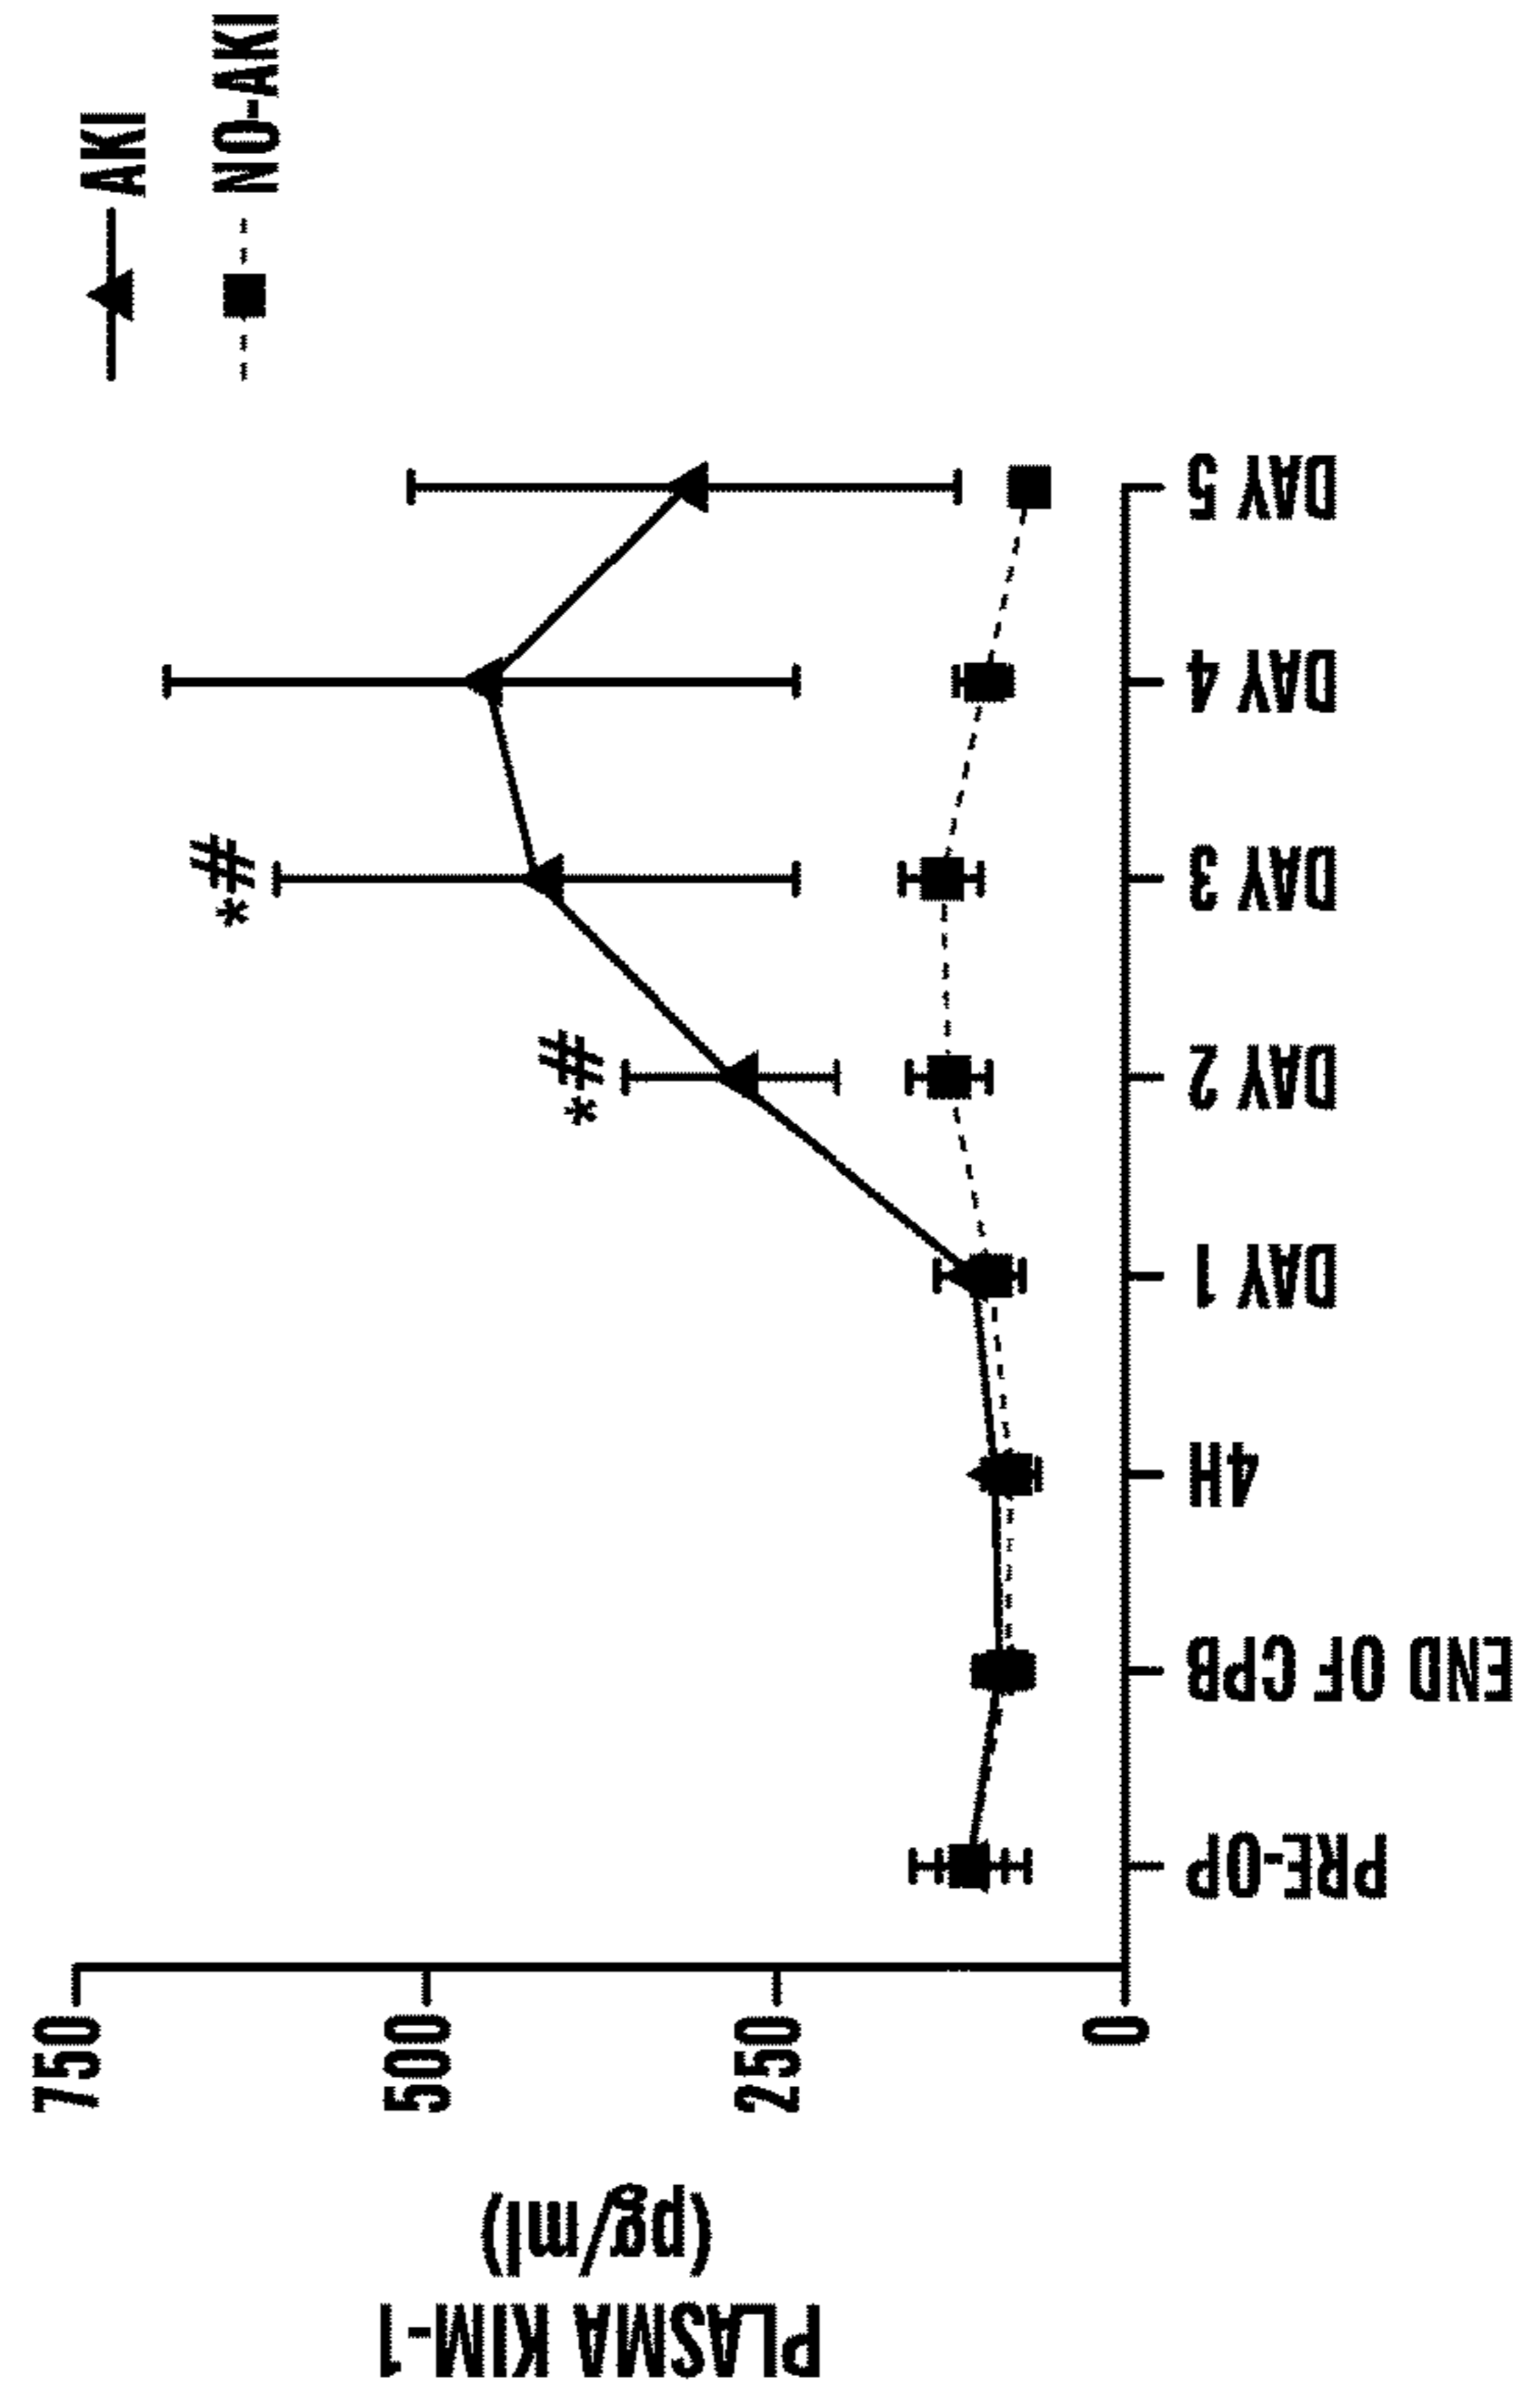 AKI
NO-AKI
PLASMA KIM-1
(pg/ml)
750
500
250
0
*#
*#
PRE-OP
END OF CPB
4H
DAY 1
DAY 2
DAY 3
DAY 4
DAY 5